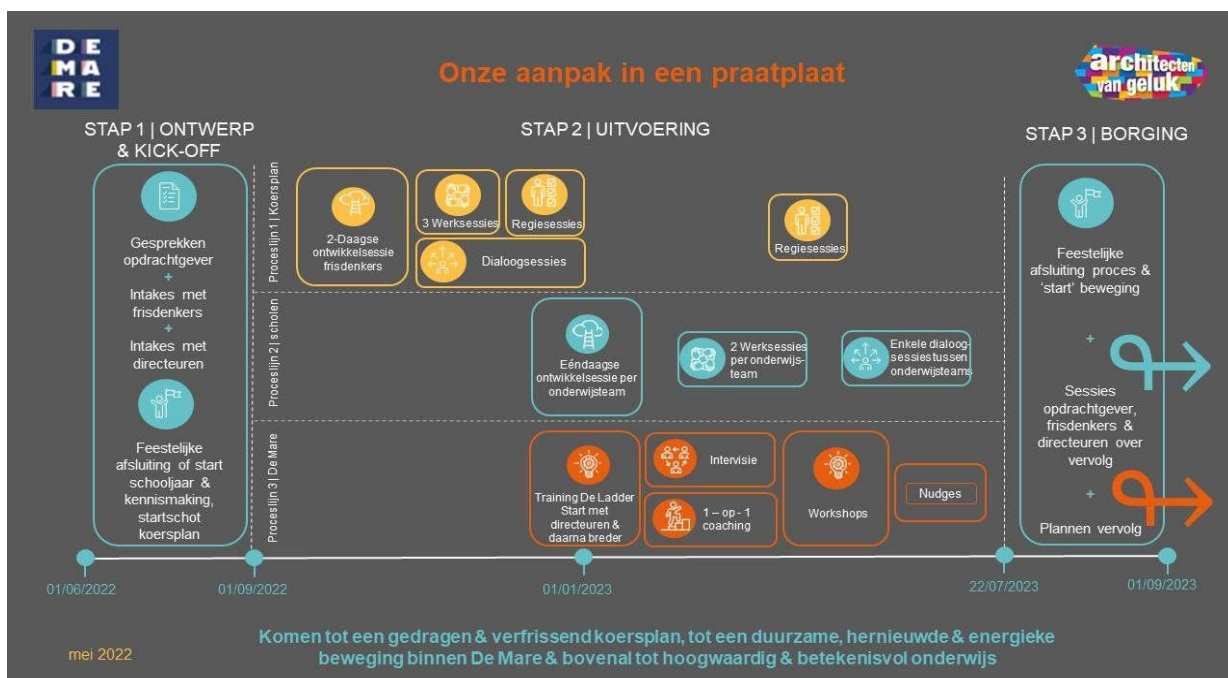 DE
MA
RE
Onze aanpak in een praatplaat
architecten
van geluk
STAP 1 | ONTWERP
& KICK-OFF
STAP 2 | UITVOERING
STAP 3 | BORGING
Gesprekken
opdrachtgever
+
Intakes met
frisdenkers
+
Intakes met
directeuren
Feestelijke
afsluiting of start
schooljaar &
kennismaking,
startschot
koersplan
Proceslijn 1 | Koersplan
2-Daagse
ontwikkelsessie
frisdenkers
3 Werksessies
Regiesessies
Dialoogsessies
Regiesessies
Proceslijn 2 | scholen
Eéndaagse
ontwikkelsessie per
onderwijsteam
2 Werksessies
per onderwijs-
team
Enkele dialoog-
sessies tussen
onderwijsteams
Proceslijn 3 | De Mare
Training De Ladder
Start met
directeuren &
daarna breder
Intervisie
1 – op - 1
coaching
Workshops
Nudges
Feestelijke
afsluiting proces &
‘start’ beweging
+
Sessies
opdrachtgever,
frisdenkers &
directeuren over
vervolg
+
Plannen vervolg
01/06/2022
01/09/2022
01/01/2023
22/07/2023
01/09/2023
mei 2022
Komen tot een gedragen & verfrissend koersplan, tot een duurzame, hernieuwde & energieke
beweging binnen De Mare & bovenal tot hoogwaardig & betekenisvol onderwijs